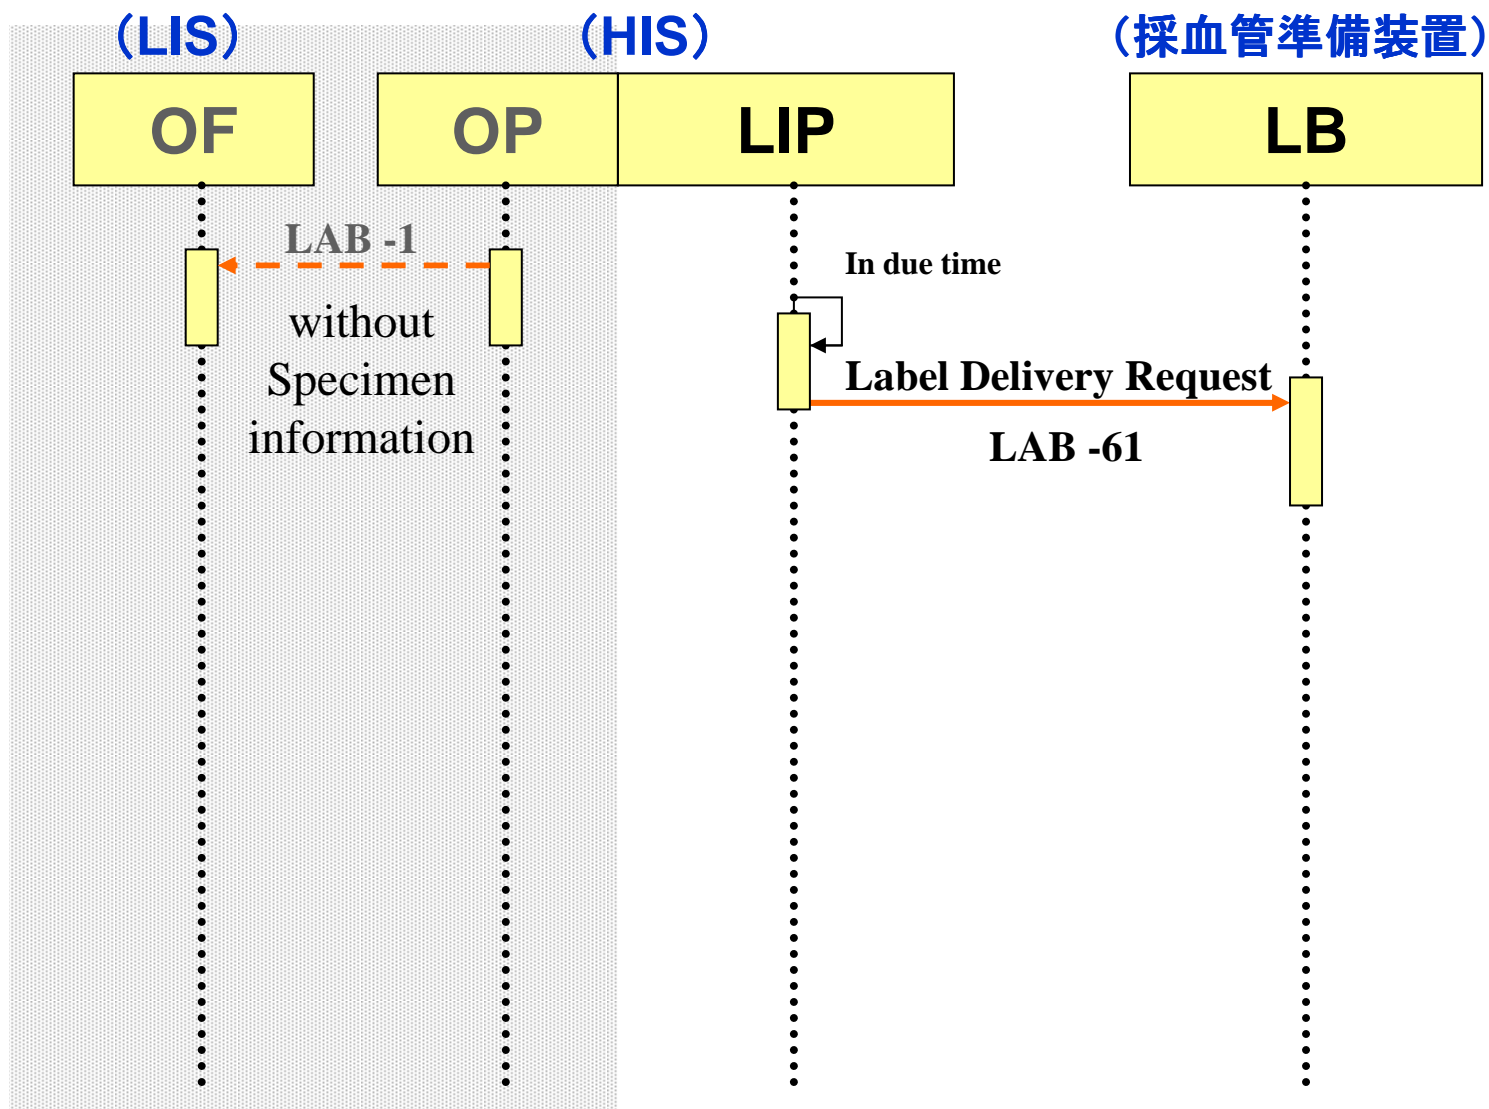 （LIS）
（HIS）
（採血管準備装置）
OF
OP
LIP
LB
LAB -1
without
Specimen
information
In due time
Label Delivery Request
LAB -61